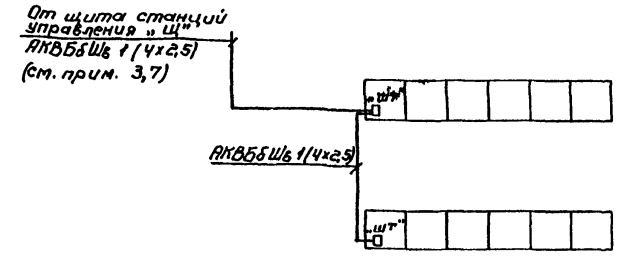 От щита станций
управления „Щ"
АКВБбШв 1(4х2,5)
(см. прим. 3,7)
„шт"
АКВБбШв 1(4х2,5)
„шт"